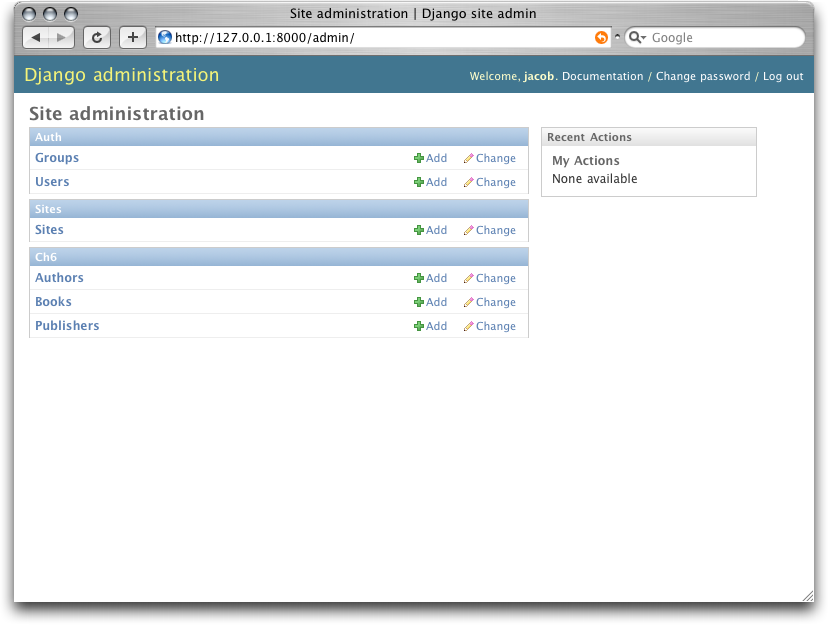 Site administration | Django site admin
http://127.0.0.1:8000/admin/
Google
Django administration
Welcome, jacob. Documentation / Change password / Log out
Site administration
Auth
Groups Add Change
Users Add Change
Sites
Sites Add Change
Ch6
Authors Add Change
Books Add Change
Publishers Add Change
Recent Actions
My Actions
None available